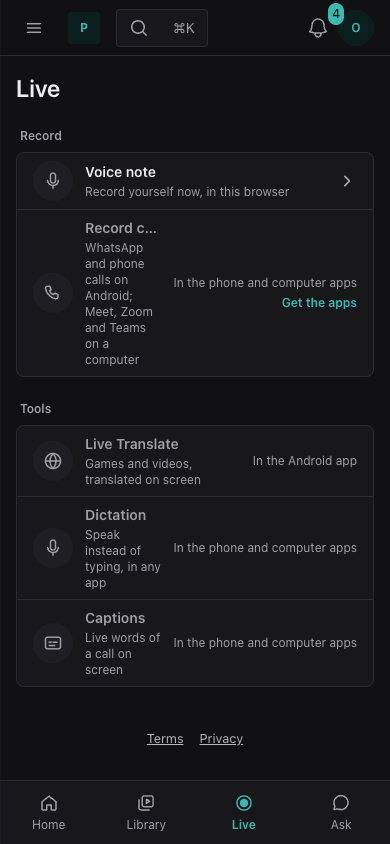 P
⌘K
4
O
Live
Record
Voice note
Record yourself now, in this browser
Record c...
WhatsApp
and phone
calls on
Android;
Meet, Zoom
and Teams
on a
computer
In the phone and computer apps
Get the apps
Tools
Live Translate
Games and videos,
translated on screen
In the Android app
Dictation
Speak
instead of
typing, in any
app
In the phone and computer apps
Captions
Live words of
a call on
screen
In the phone and computer apps
Terms Privacy
Home Library Live Ask